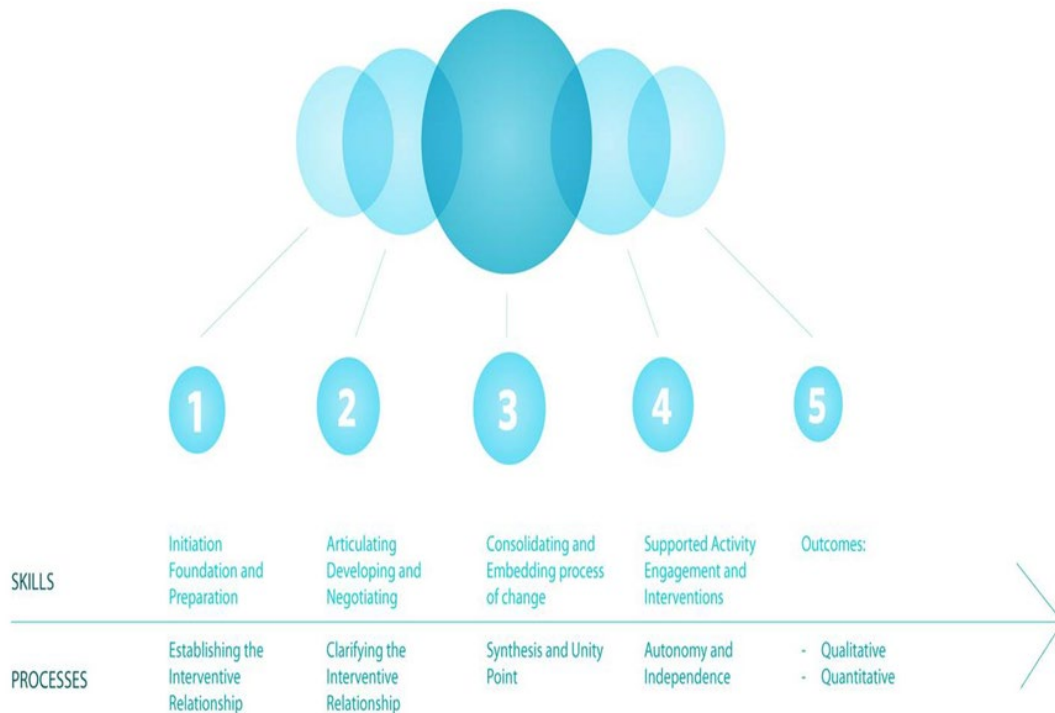 1
2
3
4
5
SKILLS
Initiation
Foundation and
Preparation
Articulating
Developing and
Negotiating
Consolidating and
Embedding process
of change
Supported Activity
Engagement and
Interventions
Outcomes:
PROCESSES
Establishing the
Interventive
Relationship
Clarifying the
Interventive
Relationship
Synthesis and Unity
Point
Autonomy and
Independence
- Qualitative
- Quantitative